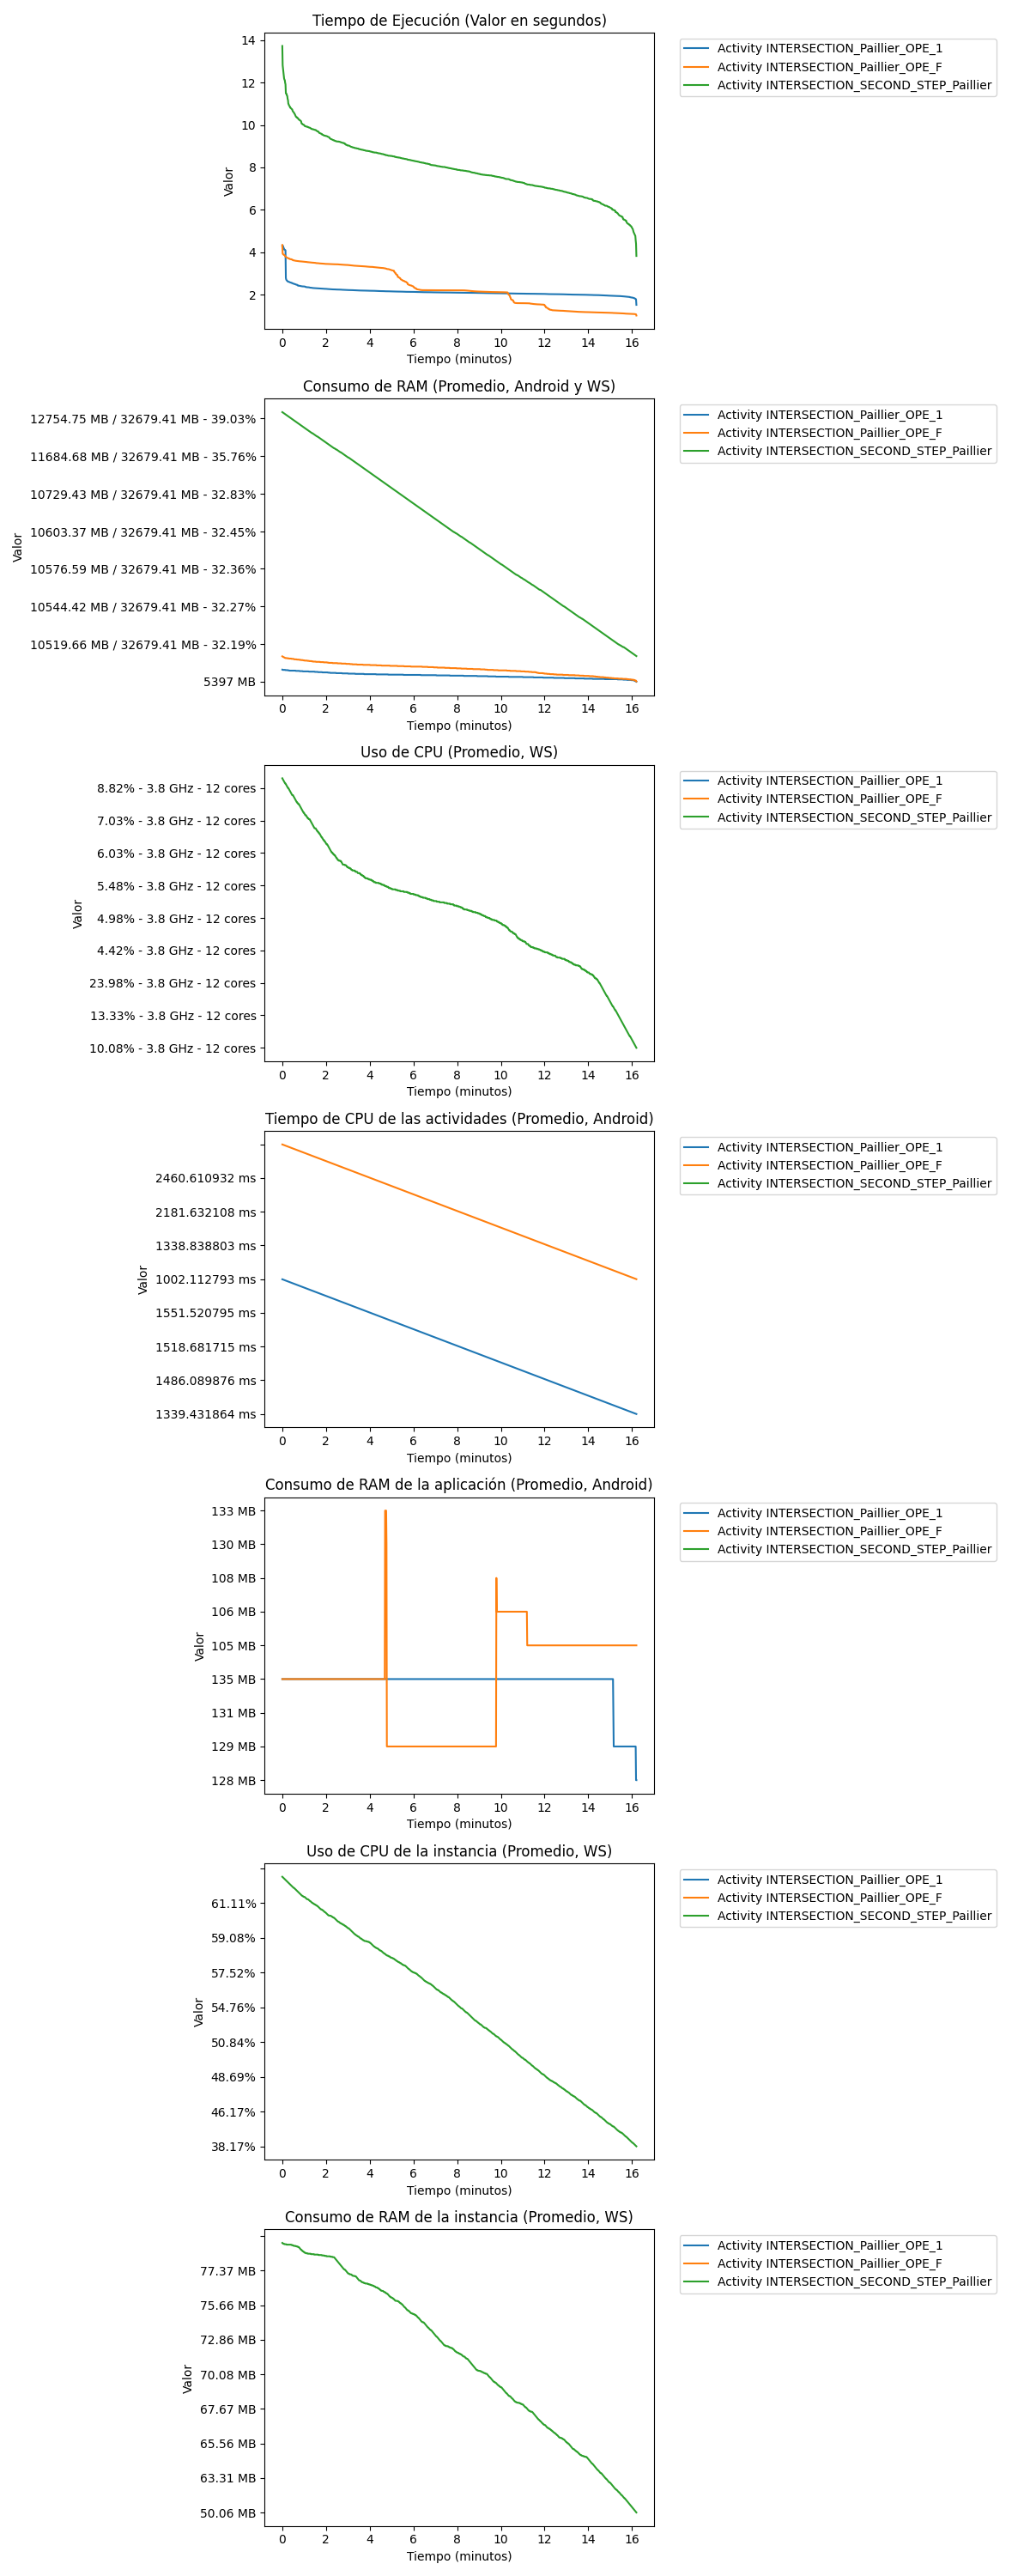 Tiempo de Ejecución (Valor en segundos)
14
12
10
8
6
4
2
Valor
0 2 4 6 8 10 12 14 16
Tiempo (minutos)
Activity INTERSECTION_Paillier_OPE_1
Activity INTERSECTION_Paillier_OPE_F
Activity INTERSECTION_SECOND_STEP_Paillier
Consumo de RAM (Promedio, Android y WS)
12754.75 MB / 32679.41 MB - 39.03%
11684.68 MB / 32679.41 MB - 35.76%
10729.43 MB / 32679.41 MB - 32.83%
10603.37 MB / 32679.41 MB - 32.45%
10576.59 MB / 32679.41 MB - 32.36%
10544.42 MB / 32679.41 MB - 32.27%
10519.66 MB / 32679.41 MB - 32.19%
5397 MB
Valor
0 2 4 6 8 10 12 14 16
Tiempo (minutos)
Activity INTERSECTION_Paillier_OPE_1
Activity INTERSECTION_Paillier_OPE_F
Activity INTERSECTION_SECOND_STEP_Paillier
Uso de CPU (Promedio, WS)
8.82% - 3.8 GHz - 12 cores
7.03% - 3.8 GHz - 12 cores
6.03% - 3.8 GHz - 12 cores
5.48% - 3.8 GHz - 12 cores
4.98% - 3.8 GHz - 12 cores
4.42% - 3.8 GHz - 12 cores
23.98% - 3.8 GHz - 12 cores
13.33% - 3.8 GHz - 12 cores
10.08% - 3.8 GHz - 12 cores
Valor
0 2 4 6 8 10 12 14 16
Tiempo (minutos)
Activity INTERSECTION_Paillier_OPE_1
Activity INTERSECTION_Paillier_OPE_F
Activity INTERSECTION_SECOND_STEP_Paillier
Tiempo de CPU de las actividades (Promedio, Android)
2460.610932 ms
2181.632108 ms
1338.838803 ms
1002.112793 ms
1551.520795 ms
1518.681715 ms
1486.089876 ms
1339.431864 ms
Valor
0 2 4 6 8 10 12 14 16
Tiempo (minutos)
Activity INTERSECTION_Paillier_OPE_1
Activity INTERSECTION_Paillier_OPE_F
Activity INTERSECTION_SECOND_STEP_Paillier
Consumo de RAM de la aplicación (Promedio, Android)
133 MB
130 MB
108 MB
106 MB
105 MB
135 MB
131 MB
129 MB
128 MB
Valor
0 2 4 6 8 10 12 14 16
Tiempo (minutos)
Activity INTERSECTION_Paillier_OPE_1
Activity INTERSECTION_Paillier_OPE_F
Activity INTERSECTION_SECOND_STEP_Paillier
Uso de CPU de la instancia (Promedio, WS)
61.11%
59.08%
57.52%
54.76%
50.84%
48.69%
46.17%
38.17%
Valor
0 2 4 6 8 10 12 14 16
Tiempo (minutos)
Activity INTERSECTION_Paillier_OPE_1
Activity INTERSECTION_Paillier_OPE_F
Activity INTERSECTION_SECOND_STEP_Paillier
Consumo de RAM de la instancia (Promedio, WS)
77.37 MB
75.66 MB
72.86 MB
70.08 MB
67.67 MB
65.56 MB
63.31 MB
50.06 MB
Valor
0 2 4 6 8 10 12 14 16
Tiempo (minutos)
Activity INTERSECTION_Paillier_OPE_1
Activity INTERSECTION_Paillier_OPE_F
Activity INTERSECTION_SECOND_STEP_Paillier